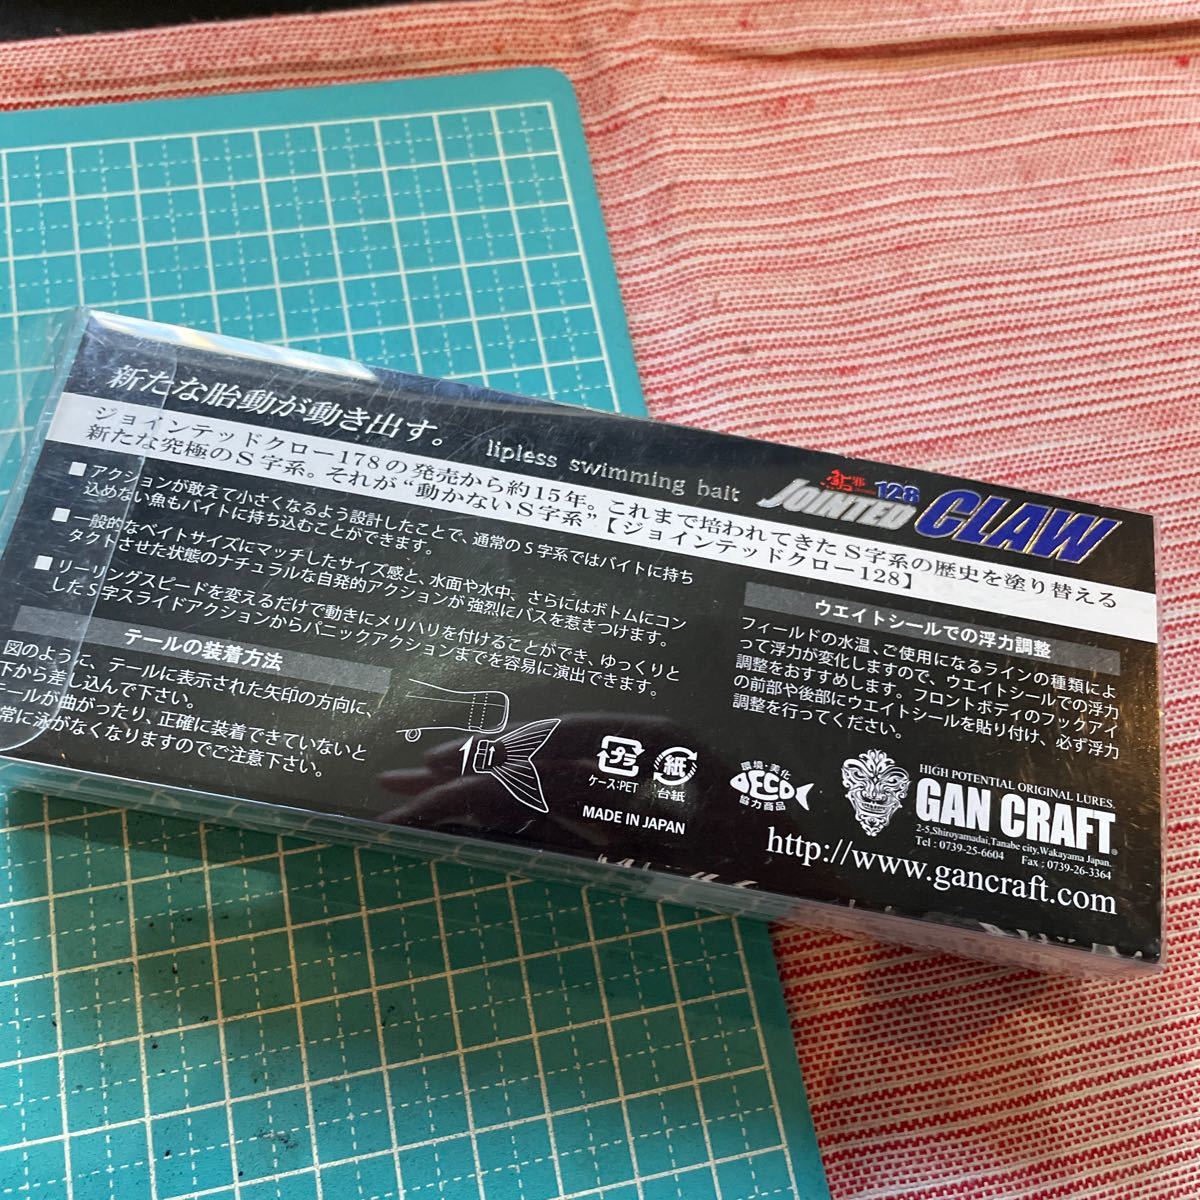 新たな胎動が動き出す。
lipless swimming bait
鮎邪
JOINTED 128 CLAW
ジョインテッドクロー178の発売から約15年。これまで培われてきたS字系の歴史を塗り替える
新たな究極のS字系。それが“動かないS字系”【ジョインテッドクロー128】
■ アクションが敢えて小さくなるよう設計したことで、通常のS字系ではバイトに持ち
込めない魚もバイトに持ち込むことができます。
■ 一般的なベイトサイズにマッチしたサイズ感と、水面や水中、さらにはボトムにコン
タクトさせた状態のナチュラルな自発的アクションが強烈にバスを惹きつけます。
■ リーリングスピードを変えるだけで動きにメリハリを付けることができ、ゆっくりと
したS字スライドアクションからパニックアクションまでを容易に演出できます。
テールの装着方法
図のように、テールに表示された矢印の方向に、
下から差し込んで下さい。
テールが曲がったり、正確に装着できていないと
常に泳がなくなりますのでご注意下さい。
ウエイトシールでの浮力調整
フィールドの水温、ご使用になるラインの種類によ
って浮力が変化しますので、ウエイトシールでの浮力
調整をおすすめします。フロントボディのフックアイ
の前部や後部にウエイトシールを貼り付け、必ず浮力
調整を行ってください。
プラ
ケース:PET
紙
台紙
MADE IN JAPAN
環境・美化
ECO
協力商品
HIGH POTENTIAL ORIGINAL LURES.
GAN CRAFT®
2-5,Shiroyamadai,Tanabe city,Wakayama Japan.
Tel : 0739-25-6604 Fax : 0739-26-3364
http://www.gancraft.com